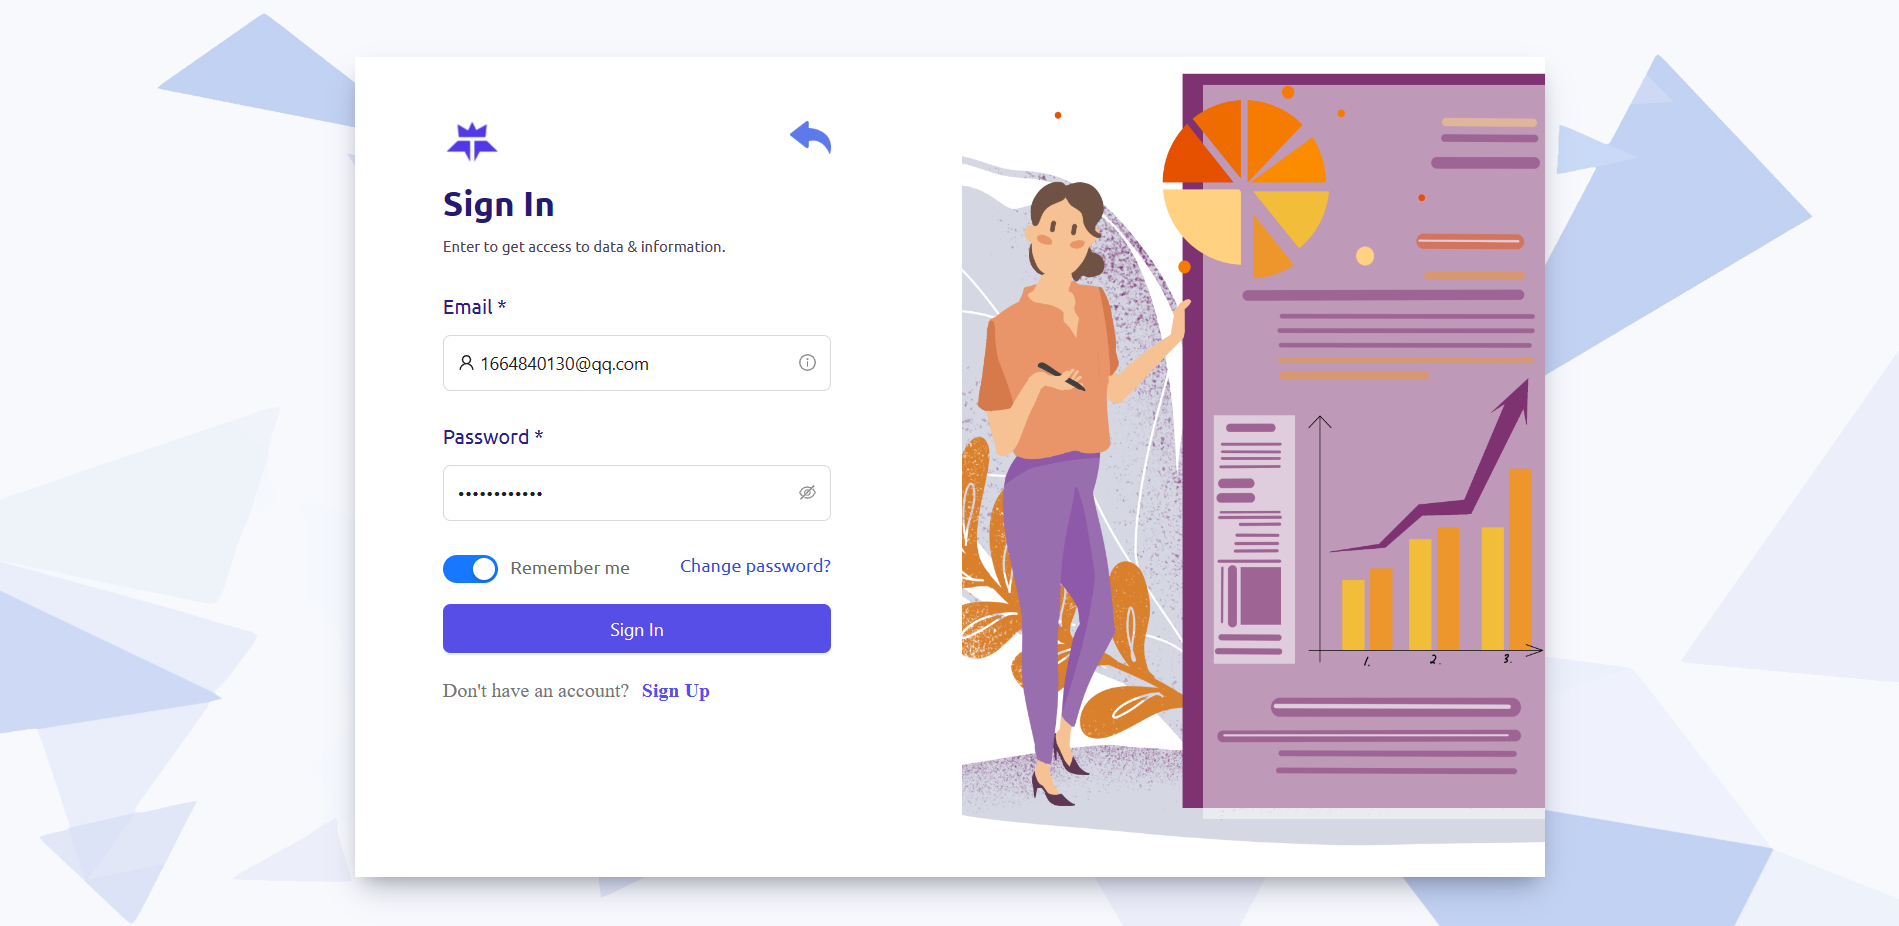 Sign In
Enter to get access to data & information.
Email *
1664840130@qq.com
Password *
••••••••••••
Remember me
Change password?
Sign In
Don't have an account? Sign Up
1. 2. 3.